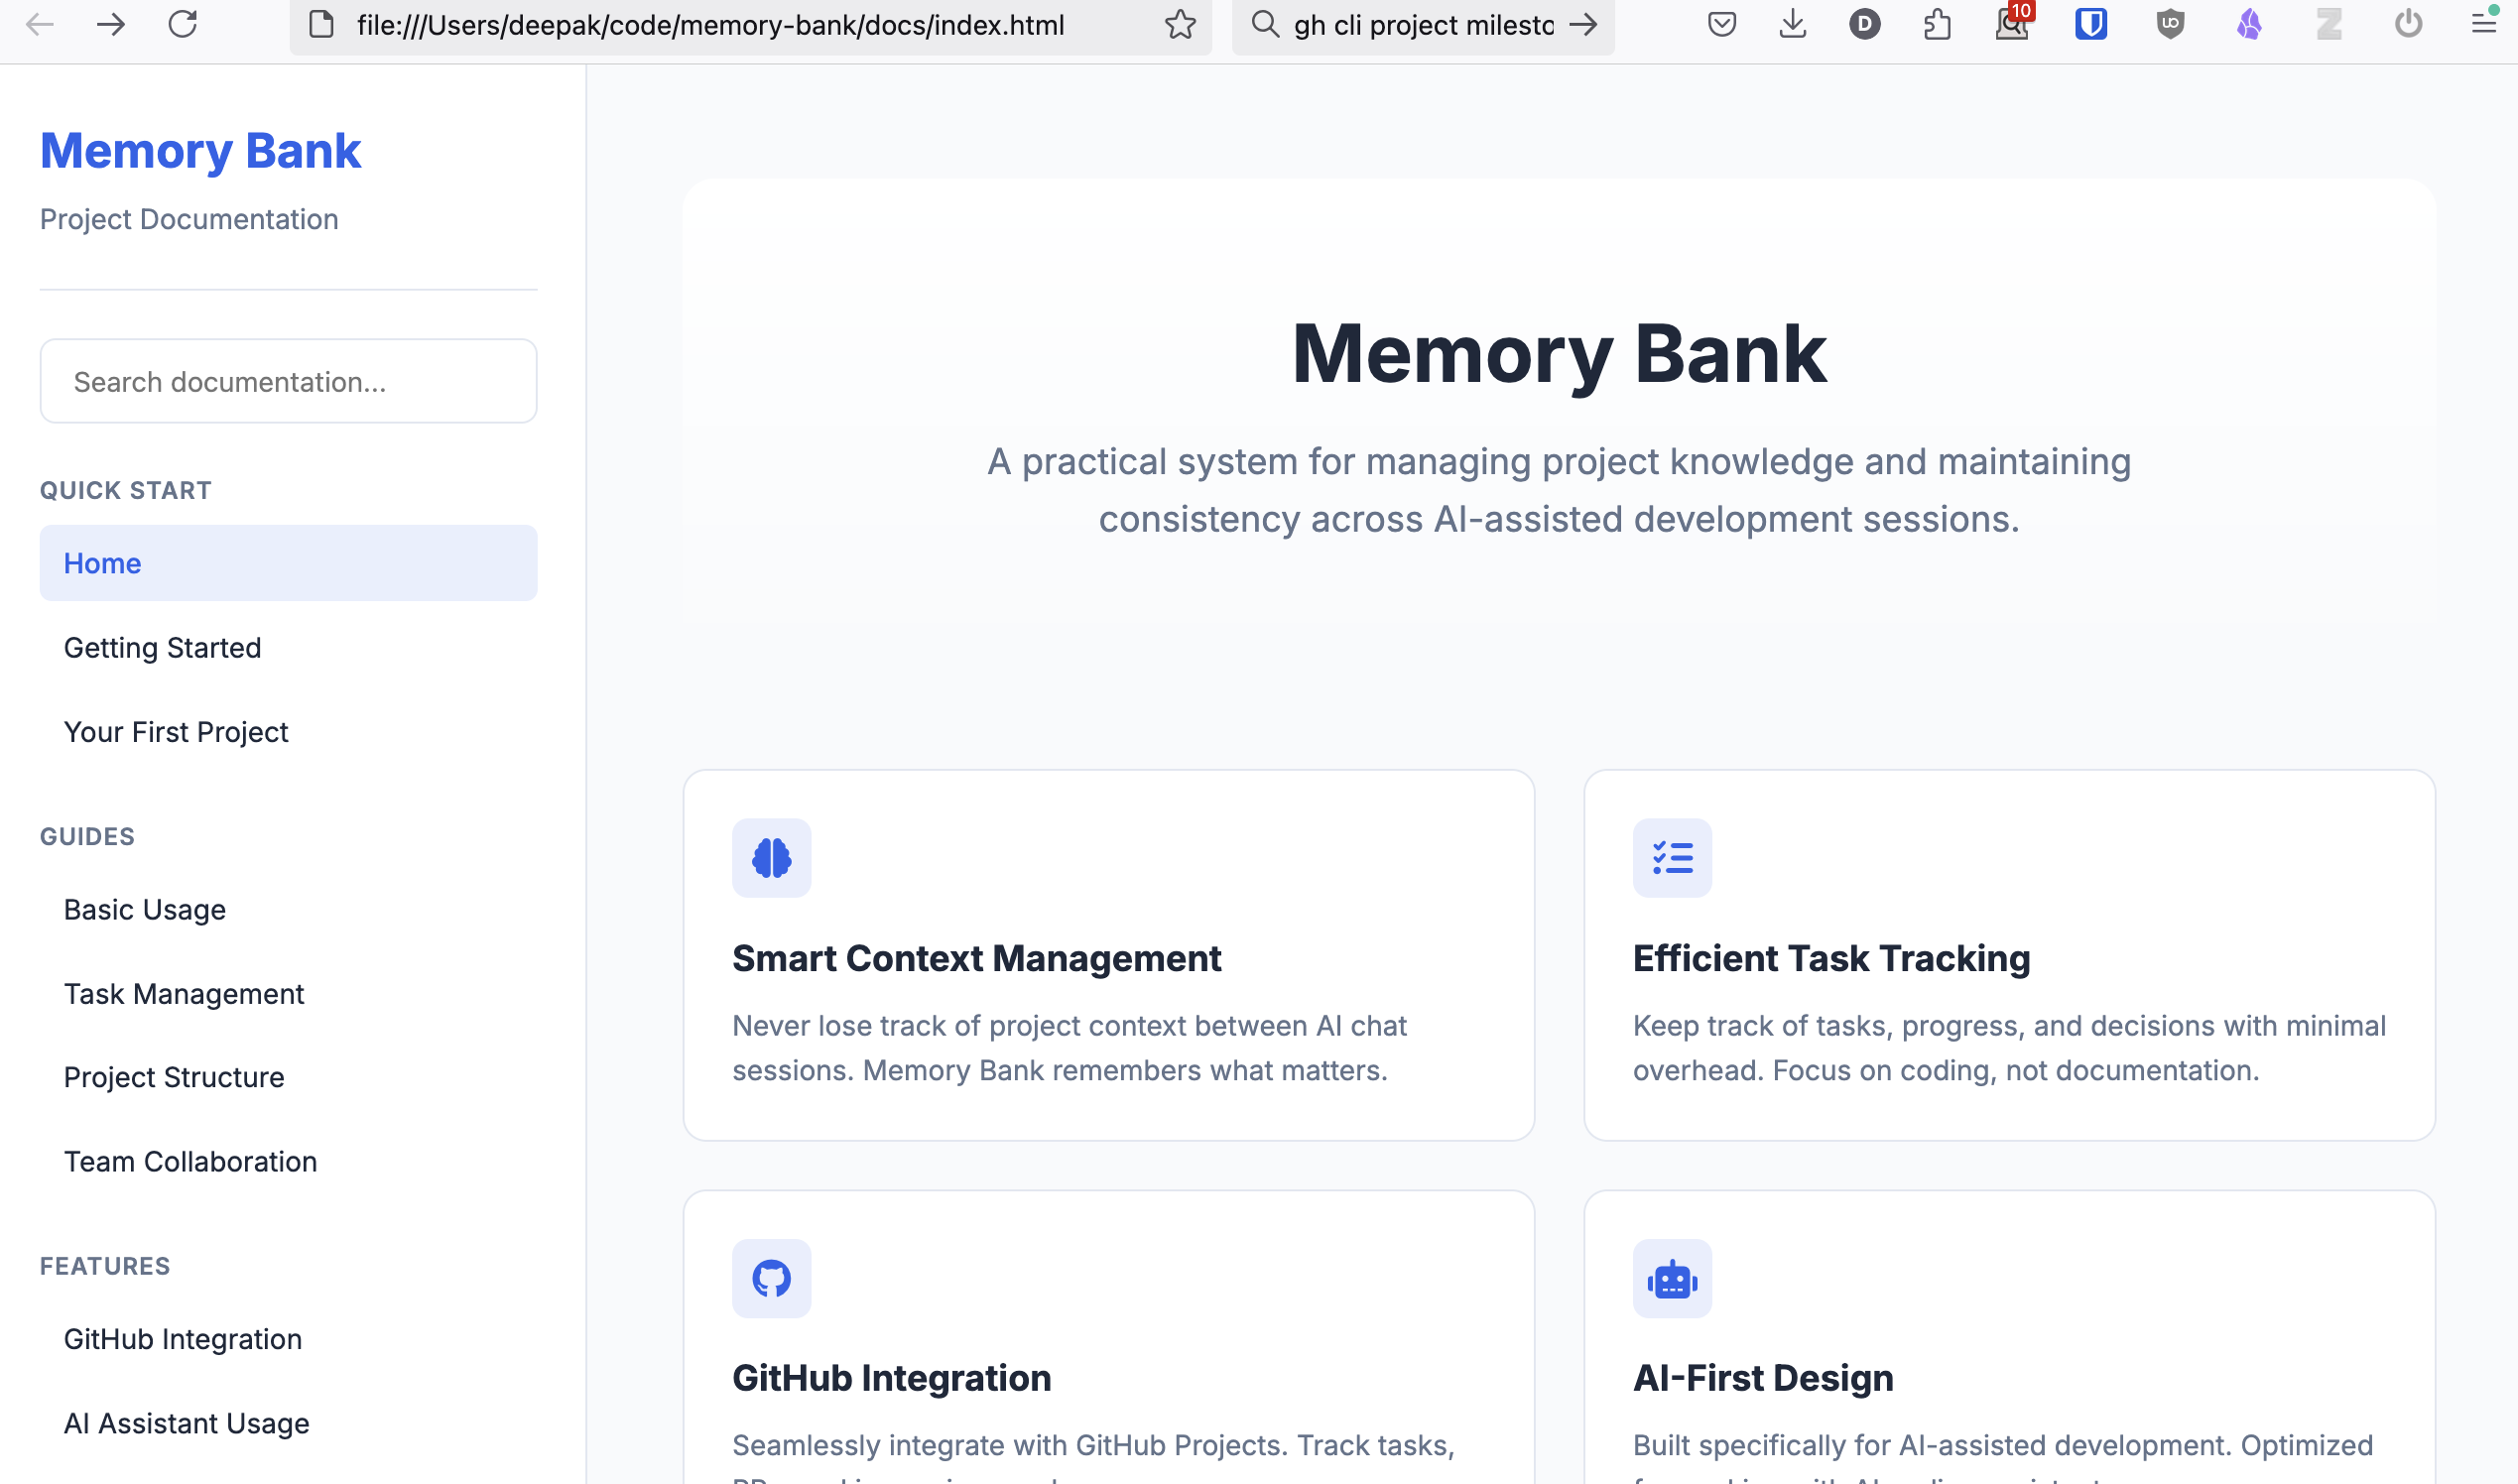 file:///Users/deepak/code/memory-bank/docs/index.html
gh cli project milesto
D
10
Memory Bank
Project Documentation
Search documentation...
QUICK START
Home
Getting Started
Your First Project
GUIDES
Basic Usage
Task Management
Project Structure
Team Collaboration
FEATURES
GitHub Integration
AI Assistant Usage
Memory Bank
A practical system for managing project knowledge and maintaining
consistency across AI-assisted development sessions.
Smart Context Management
Never lose track of project context between AI chat
sessions. Memory Bank remembers what matters.
Efficient Task Tracking
Keep track of tasks, progress, and decisions with minimal
overhead. Focus on coding, not documentation.
GitHub Integration
Seamlessly integrate with GitHub Projects. Track tasks,
AI-First Design
Built specifically for AI-assisted development. Optimized